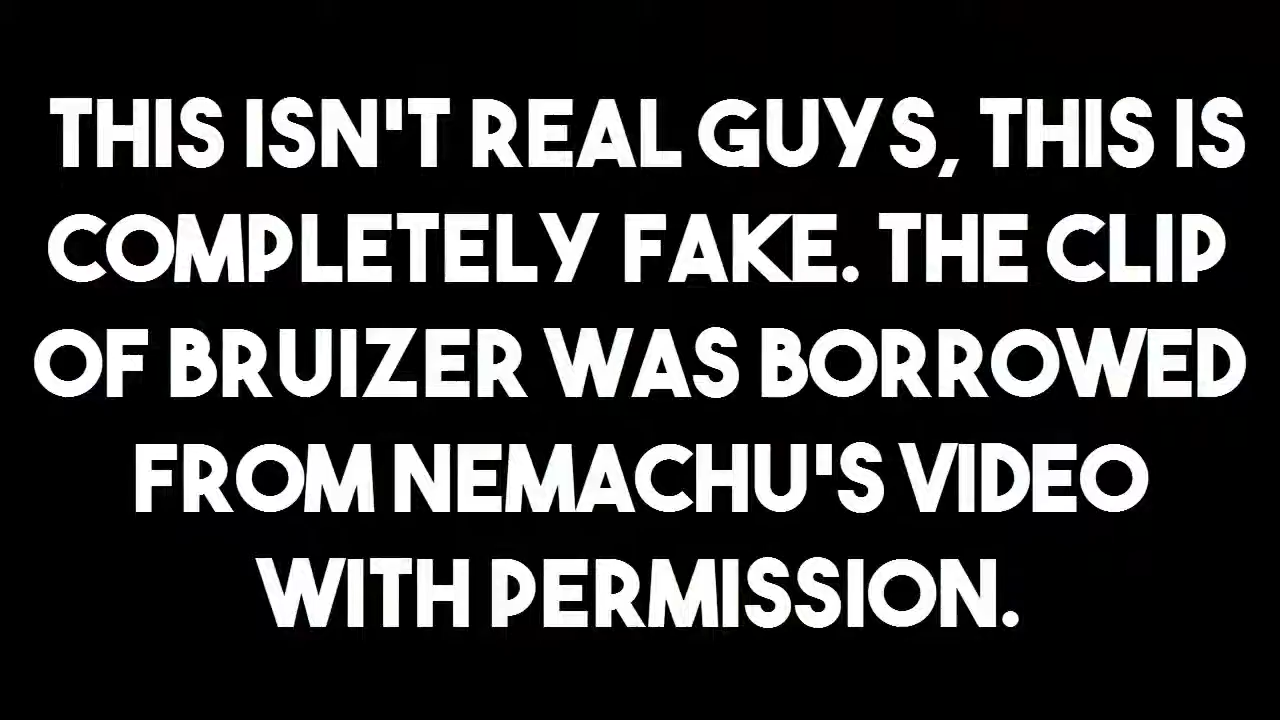 THIS ISN'T REAL GUYS, THIS IS
COMPLETELY FAKE. THE CLIP
OF BRUIZER WAS BORROWED
FROM NEMACHU'S VIDEO
WITH PERMISSION.